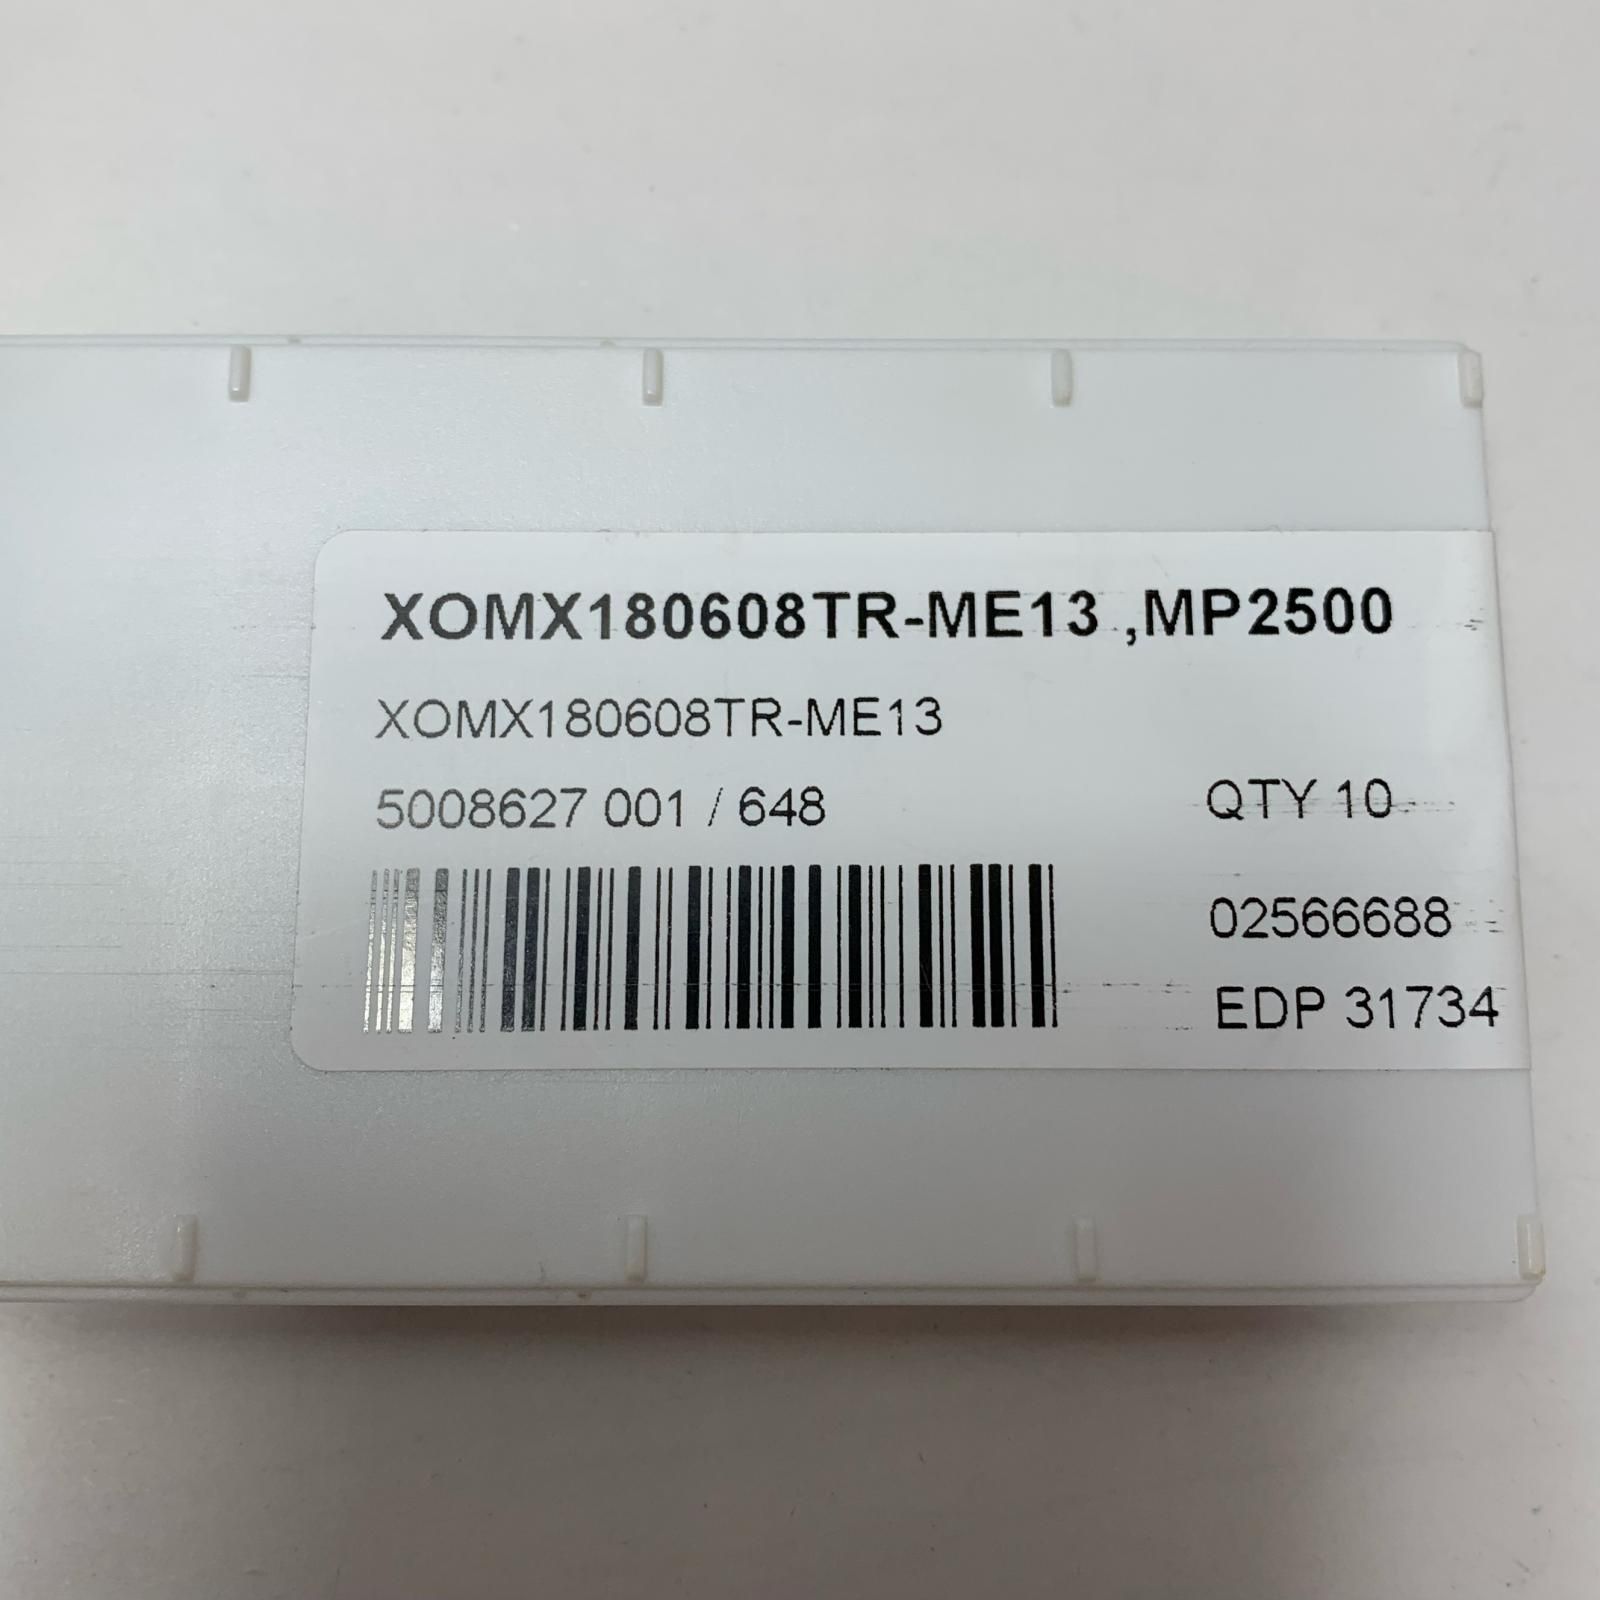 XOMX180608TR-ME13 ,MP2500
XOMX180608TR-ME13
5008627 001 / 648
QTY 10
02566688
EDP 31734